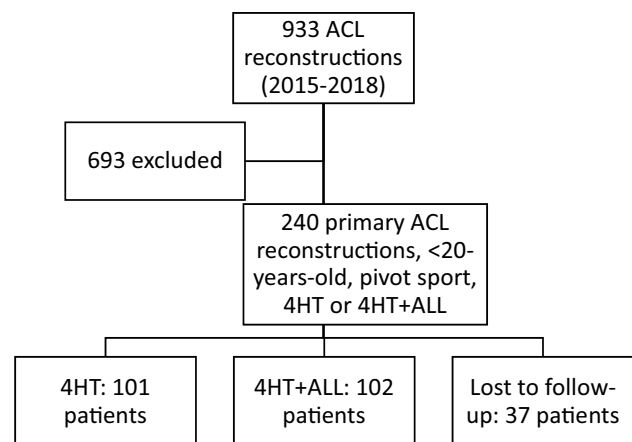 933 ACL
reconstructions
(2015-2018)
693 excluded
240 primary ACL
reconstructions, <20-
years-old, pivot sport,
4HT or 4HT+ALL
4HT: 101
patients
4HT+ALL: 102
patients
Lost to follow-
up: 37 patients